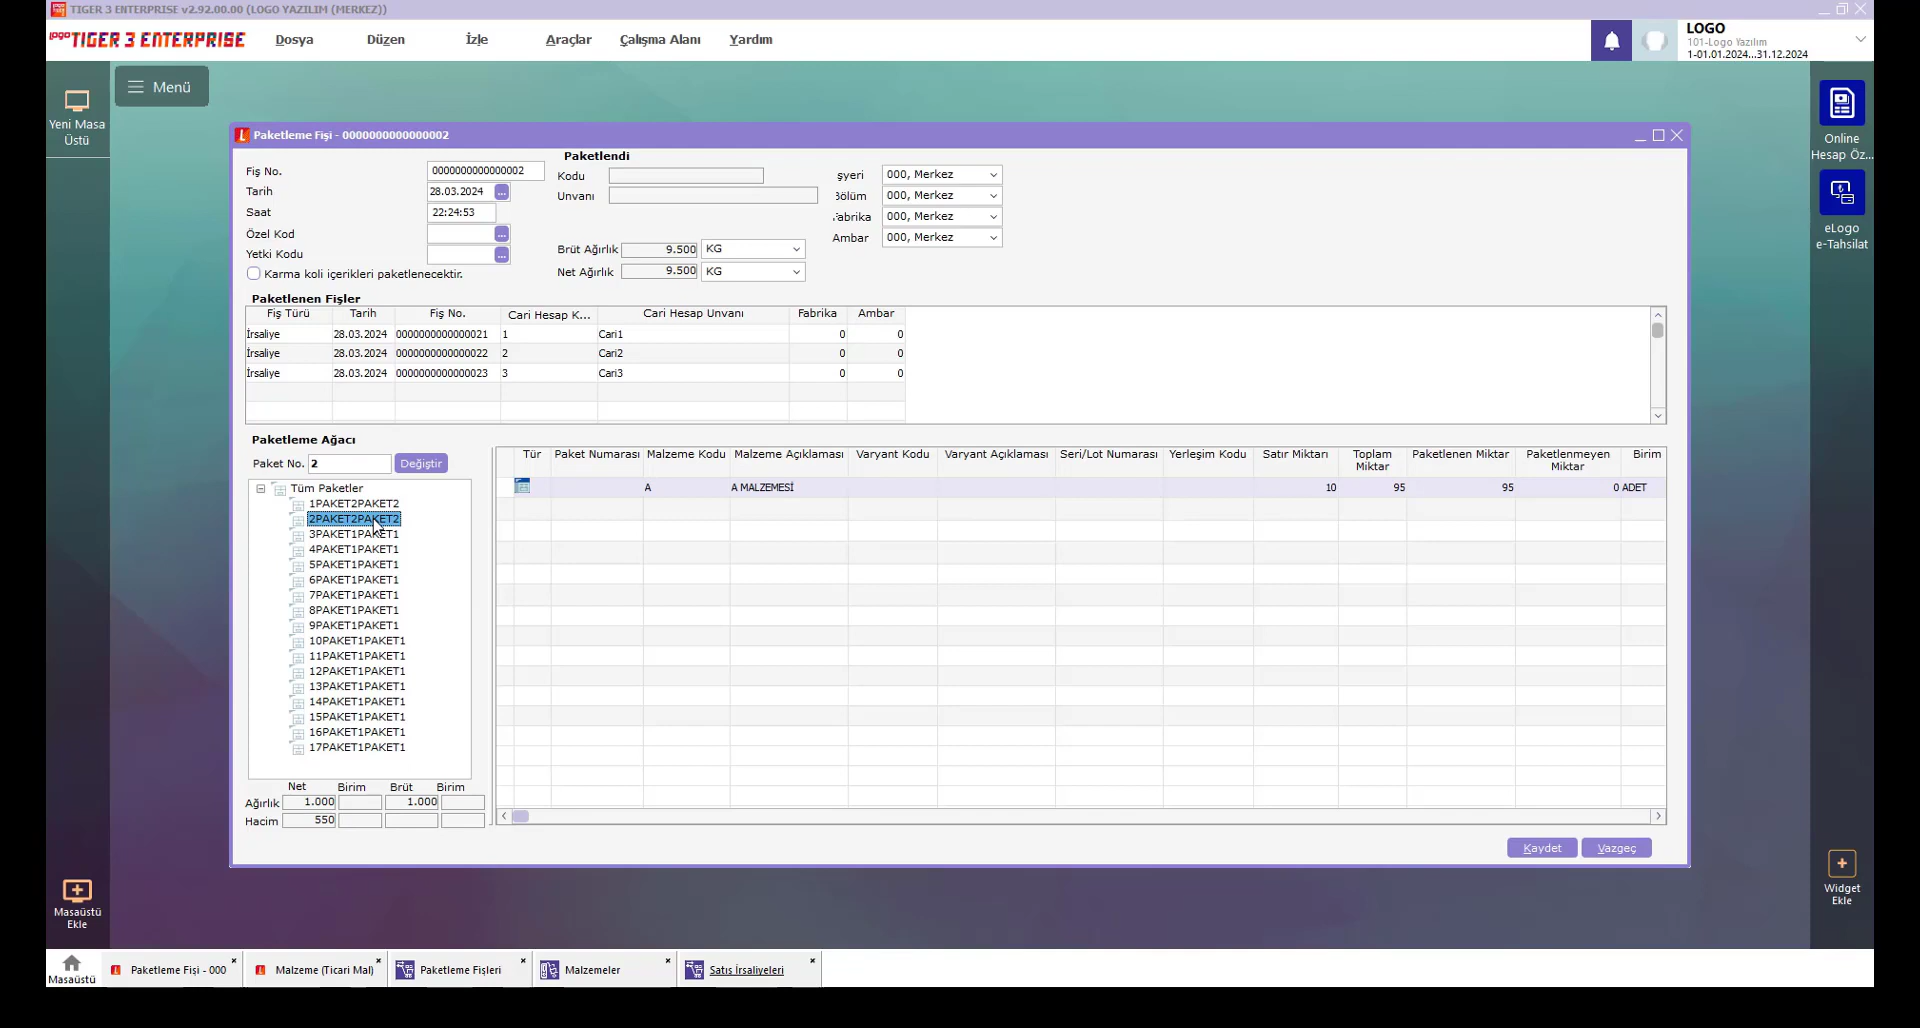 TIGER 3 ENTERPRISE v2.92.00.00 (LOGO YAZILIM (MERKEZ))
LOGO TIGER 3 ENTERPRISE Dosya Düzen İzle Araçlar Çalışma Alanı Yardım
LOGO
101-Logo Yazılım
1-01.01.2024...31.12.2024
Menü
Yeni Masa
Üstü
Online
Hesap Öz...
eLogo
e-Tahsilat
Paketleme Fişi - 0000000000000002
Fiş No. 0000000000000002
Tarih 28.03.2024 ...
Saat 22:24:53
Özel Kod ...
Yetki Kodu ...
Karma koli içerikleri paketlenecektir.
Paketlendi
Kodu
Unvanı
Brüt Ağırlık 9.500 KG
Net Ağırlık 9.500 KG
şyeri 000, Merkez
Bölüm 000, Merkez
Fabrika 000, Merkez
Ambar 000, Merkez
Paketlenen Fişler
Fiş Türü Tarih Fiş No. Cari Hesap K... Cari Hesap Unvanı Fabrika Ambar
İrsaliye 28.03.2024 0000000000000021 1 Cari1 0 0
İrsaliye 28.03.2024 0000000000000022 2 Cari2 0 0
İrsaliye 28.03.2024 0000000000000023 3 Cari3 0 0
Paketleme Ağacı
Paket No. 2 Değiştir
Tüm Paketler
1PAKET2PAKET2
2PAKET2PAKET2
3PAKET1PAKET1
4PAKET1PAKET1
5PAKET1PAKET1
6PAKET1PAKET1
7PAKET1PAKET1
8PAKET1PAKET1
9PAKET1PAKET1
10PAKET1PAKET1
11PAKET1PAKET1
12PAKET1PAKET1
13PAKET1PAKET1
14PAKET1PAKET1
15PAKET1PAKET1
16PAKET1PAKET1
17PAKET1PAKET1
Net Birim Brüt Birim
Ağırlık 1.000 1.000
Hacim 550
Tür Paket Numarası Malzeme Kodu Malzeme Açıklaması Varyant Kodu Varyant Açıklaması Seri/Lot Numarası Yerleşim Kodu Satır Miktarı Toplam Miktar Paketlenen Miktar Paketlenmeyen Miktar Birim
A A MALZEMESİ 10 95 95 0 ADET
Kaydet Vazgeç
Masaüstü
Ekle
Widget
Ekle
Masaüstü Paketleme Fişi - 000 Malzeme (Ticari Mal) Paketleme Fişleri Malzemeler Satış İrsaliyeleri